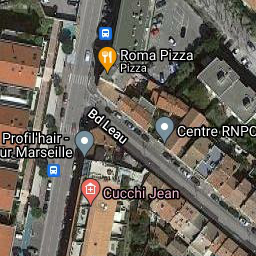 Roma Pizza
Pizza
Bd Leau
Profil'hair -
ur Marseille
Centre RNPC
Cucchi Jean